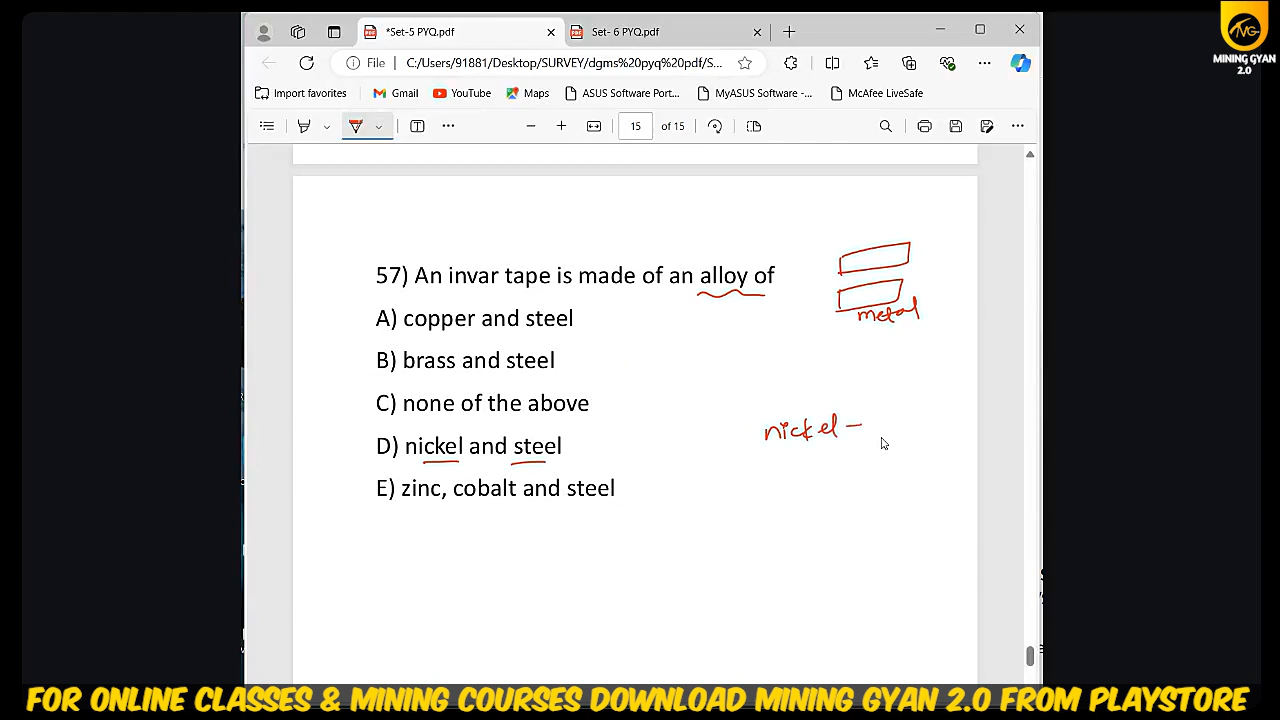 *Set-5 PYQ.pdf
Set- 6 PYQ.pdf
File
C:/Users/91881/Desktop/SURVEY/dgms%20pyq%20pdf/S...
Import favorites
Gmail
YouTube
Maps
ASUS Software Port...
MyASUS Software -...
McAfee LiveSafe
15 of 15
MINING GYAN
2.0
57) An invar tape is made of an alloy of
A) copper and steel
B) brass and steel
C) none of the above
D) nickel and steel
E) zinc, cobalt and steel
metal
nickel –
FOR ONLINE CLASSES & MINING COURSES DOWNLOAD MINING GYAN 2.0 FROM PLAYSTORE